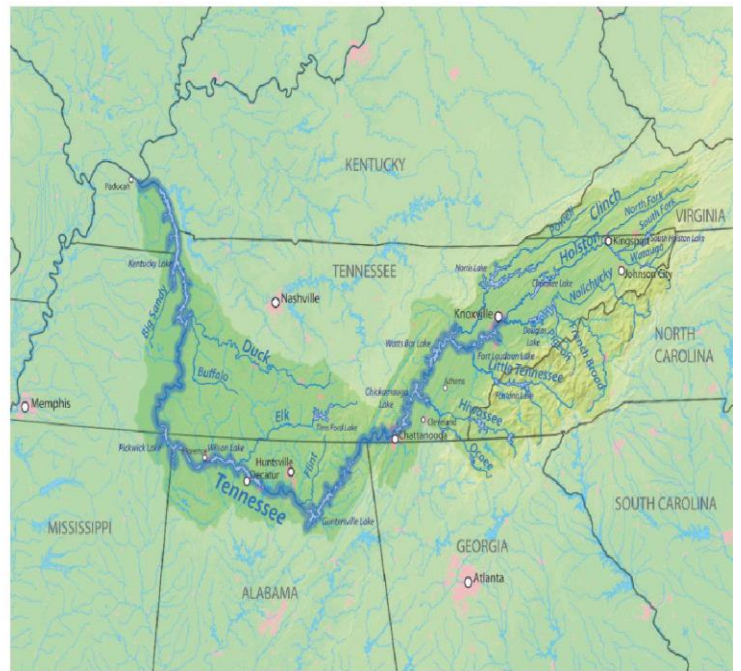 KENTUCKY
Paducah
Powell
Clinch
North Fork
South Fork
VIRGINIA
Holston
Kingsport
South Holston Lake
Watauga
Kentucky Lake
TENNESSEE
Norris Lake
Cherokee Lake
Johnson City
Nolichucky
Big Sandy
Nashville
Knoxville
Douglas Lake
French Broad
NORTH
CAROLINA
Watts Bar Lake
Fort Loudoun Lake
Duck
Little Tennessee
Buffalo
Athens
Fontana Lake
Chickamauga
Lake
Memphis
Elk
Hiwassee
Cleveland
Tims Ford Lake
Chattanooga
Ocoee
Pickwick Lake
Florence
Wilson Lake
Huntsville
Decatur
Flint
Tennessee
Guntersville Lake
SOUTH CAROLINA
MISSISSIPPI
GEORGIA
Atlanta
ALABAMA